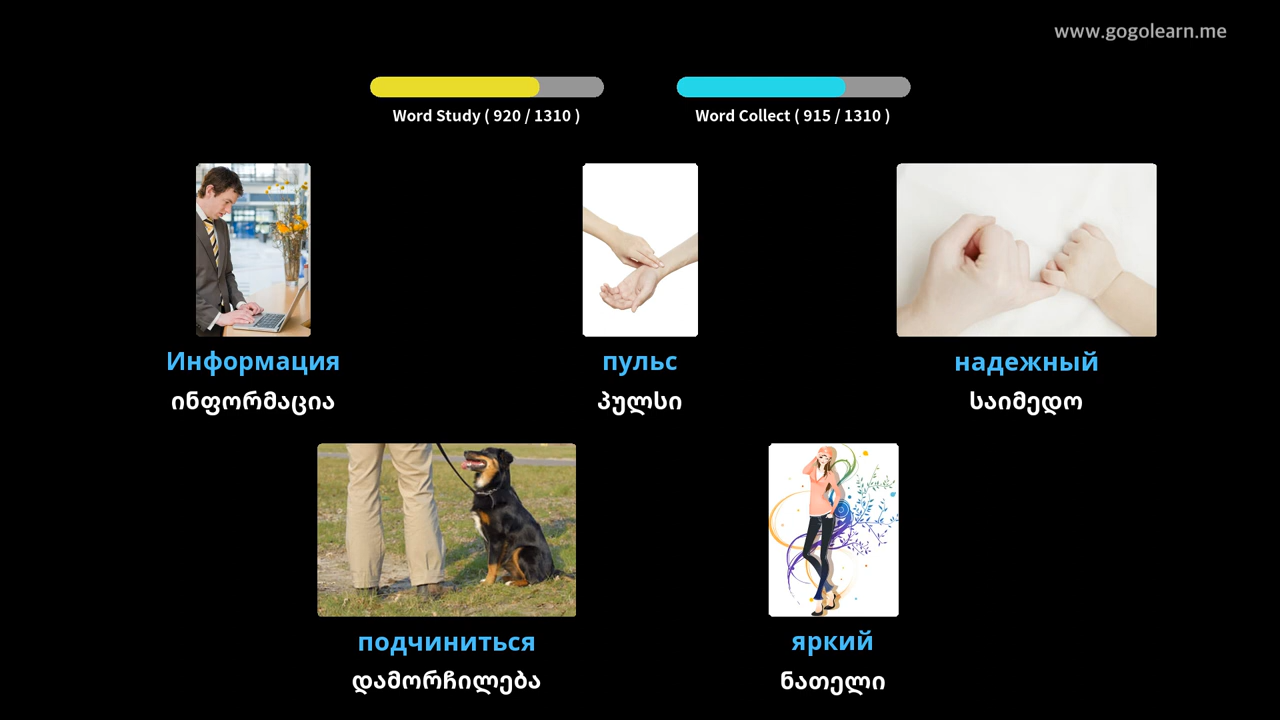 www.gogolearn.me
Word Study ( 920 / 1310 )
Word Collect ( 915 / 1310 )
Информация
пульс
надежный
ინფორმაცია
პულსი
საიმედო
подчиниться
яркий
დამორჩილება
ნათელი